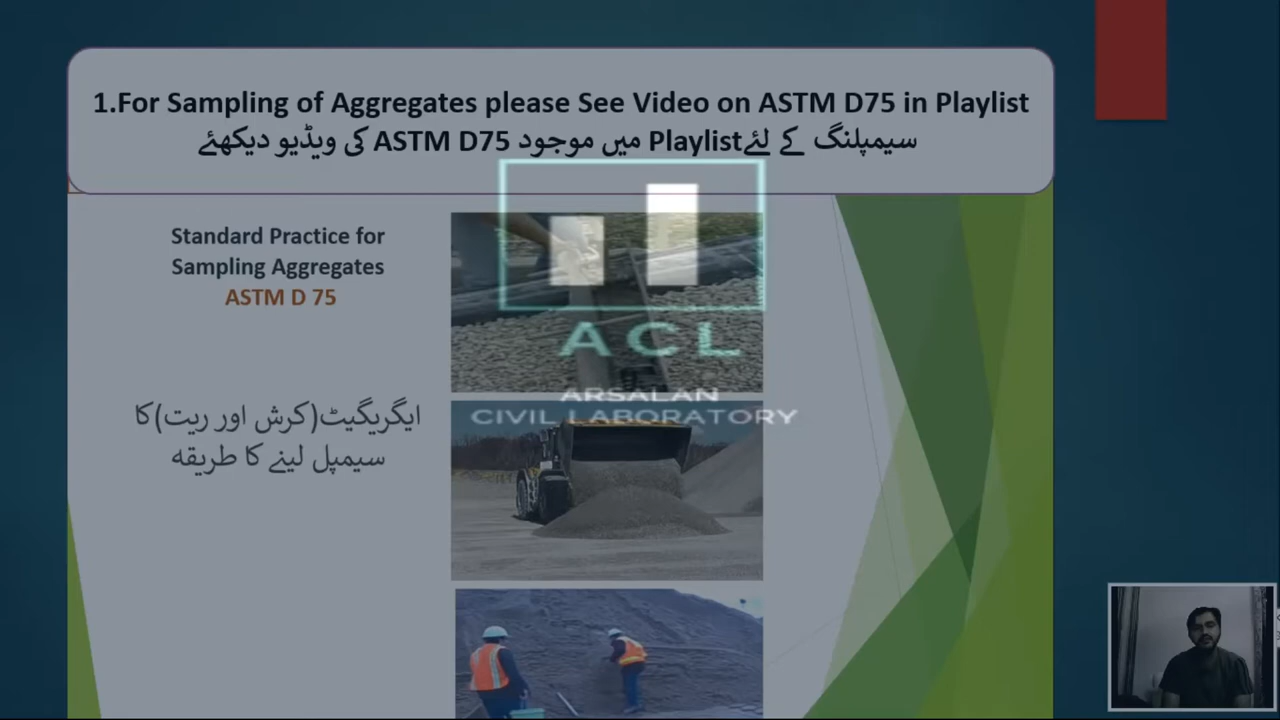 1.For Sampling of Aggregates please See Video on ASTM D75 in Playlist
سیمپلنگ کے لئےPlaylist میں موجود ASTM D75 کی ویڈیو دیکھئے
Standard Practice for
Sampling Aggregates
ASTM D 75
ایگریگیٹ(کرش اور ریت)کا
سیمپل لینے کا طریقہ
ACL
ARSALAN
CIVIL LABORATORY